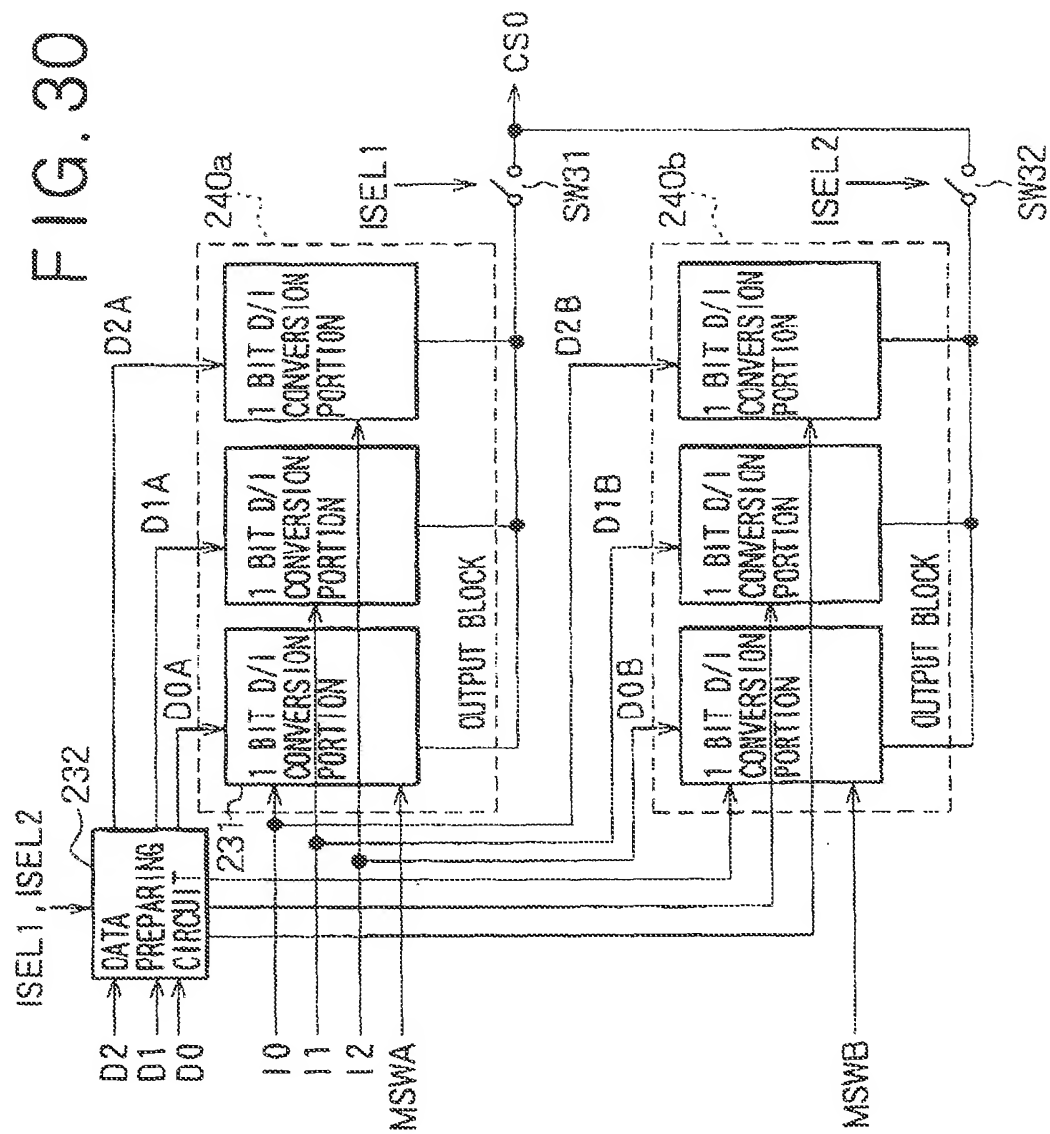 FIG. 30
ISEL1, ISEL2
232
DATA
PREPARING
CIRCUIT
D2
D1
D0
I0
I1
I2
MSWA
MSWB
D0A
D1A
D2A
240a
231
1 BIT D/I
CONVERSION
PORTION
1 BIT D/I
CONVERSION
PORTION
1 BIT D/I
CONVERSION
PORTION
OUTPUT BLOCK
ISEL1
SW31
CSO
D0B
D1B
D2B
240b
1 BIT D/I
CONVERSION
PORTION
1 BIT D/I
CONVERSION
PORTION
1 BIT D/I
CONVERSION
PORTION
OUTPUT BLOCK
ISEL2
SW32